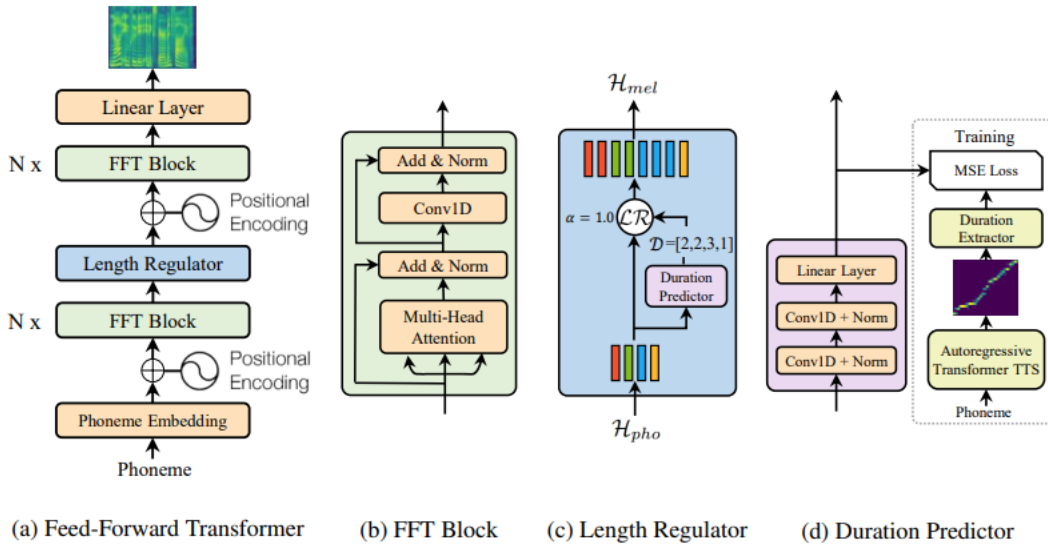 Linear Layer
N x
FFT Block
Positional
Encoding
Length Regulator
N x
FFT Block
Positional
Encoding
Phoneme Embedding
Phoneme
(a) Feed-Forward Transformer
Add & Norm
Conv1D
Add & Norm
Multi-Head
Attention
(b) FFT Block
H_mel
α = 1.0
LR
D=[2,2,3,1]
Duration
Predictor
H_pho
(c) Length Regulator
Training
MSE Loss
Duration
Extractor
Linear Layer
Conv1D + Norm
Conv1D + Norm
Autoregressive
Transformer TTS
Phoneme
(d) Duration Predictor